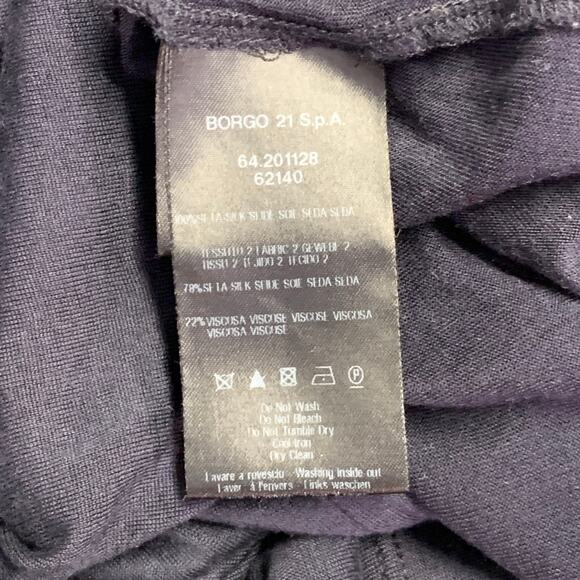 BORGO 21 S.p.A.
64.201128
62140
100%SETA SILK SEIDE SOIE SEDA SEDA
TESSUTO 2 FABRIC 2 GEWEBE 2
TISSU 2 TEJIDO 2 TECIDO 2
78%SETA SILK SEIDE SOIE SEDA SEDA
22%VISCOSA VISCOSE VISCOSE VISCOSA
VISCOSA VISCOSE
P
Do Not Wash
Do Not Bleach
Do Not Tumble Dry
Cool Iron
Dry Clean
Lavare a rovescio - Washing inside out
Laver à l'envers - Links waschen